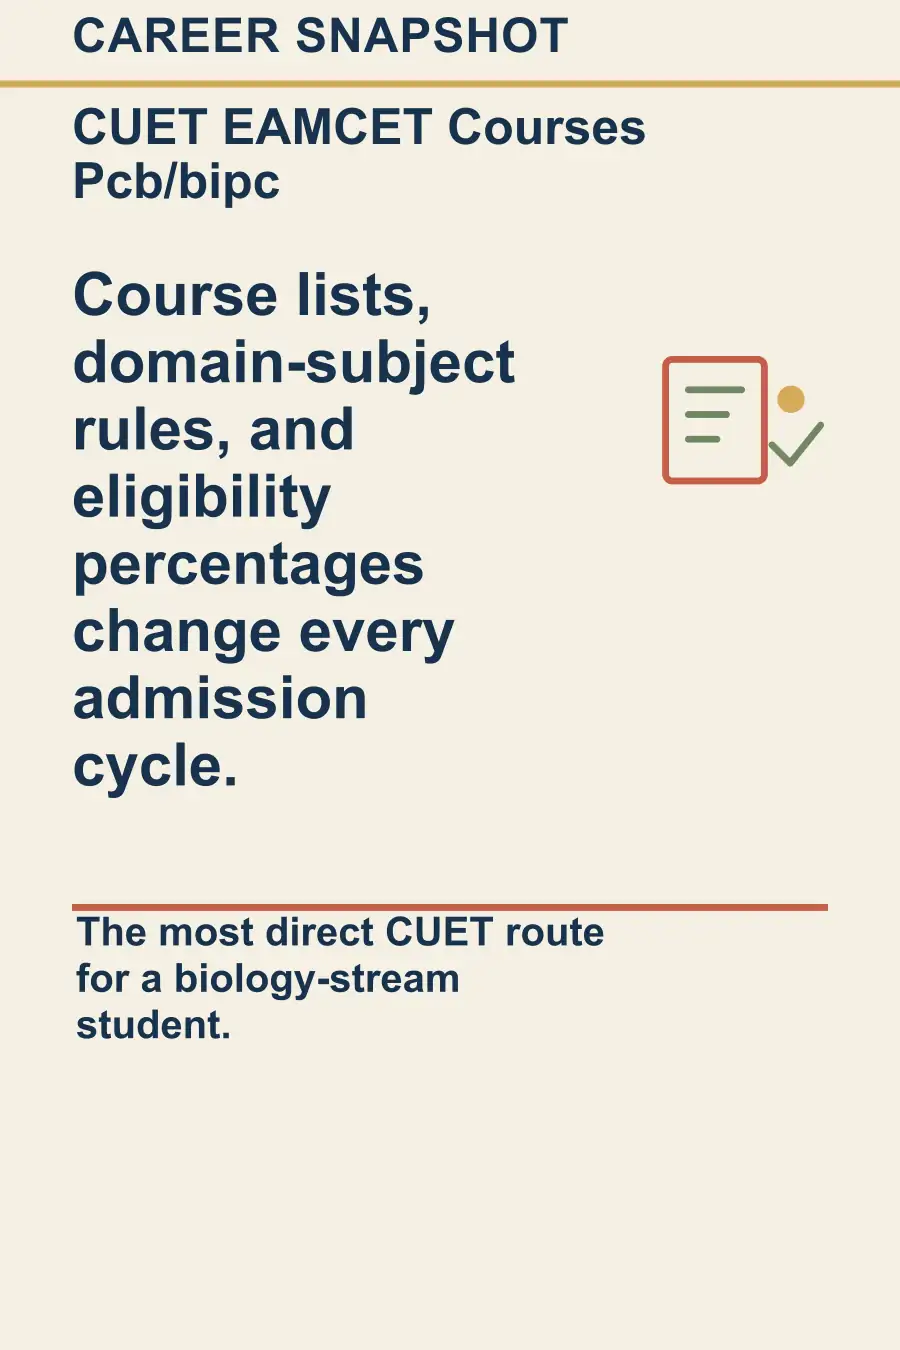 CAREER SNAPSHOT
CUET EAMCET Courses
Pcb/bipc
Course lists,
domain-subject
rules, and
eligibility
percentages
change every
admission
cycle.
The most direct CUET route
for a biology-stream
student.